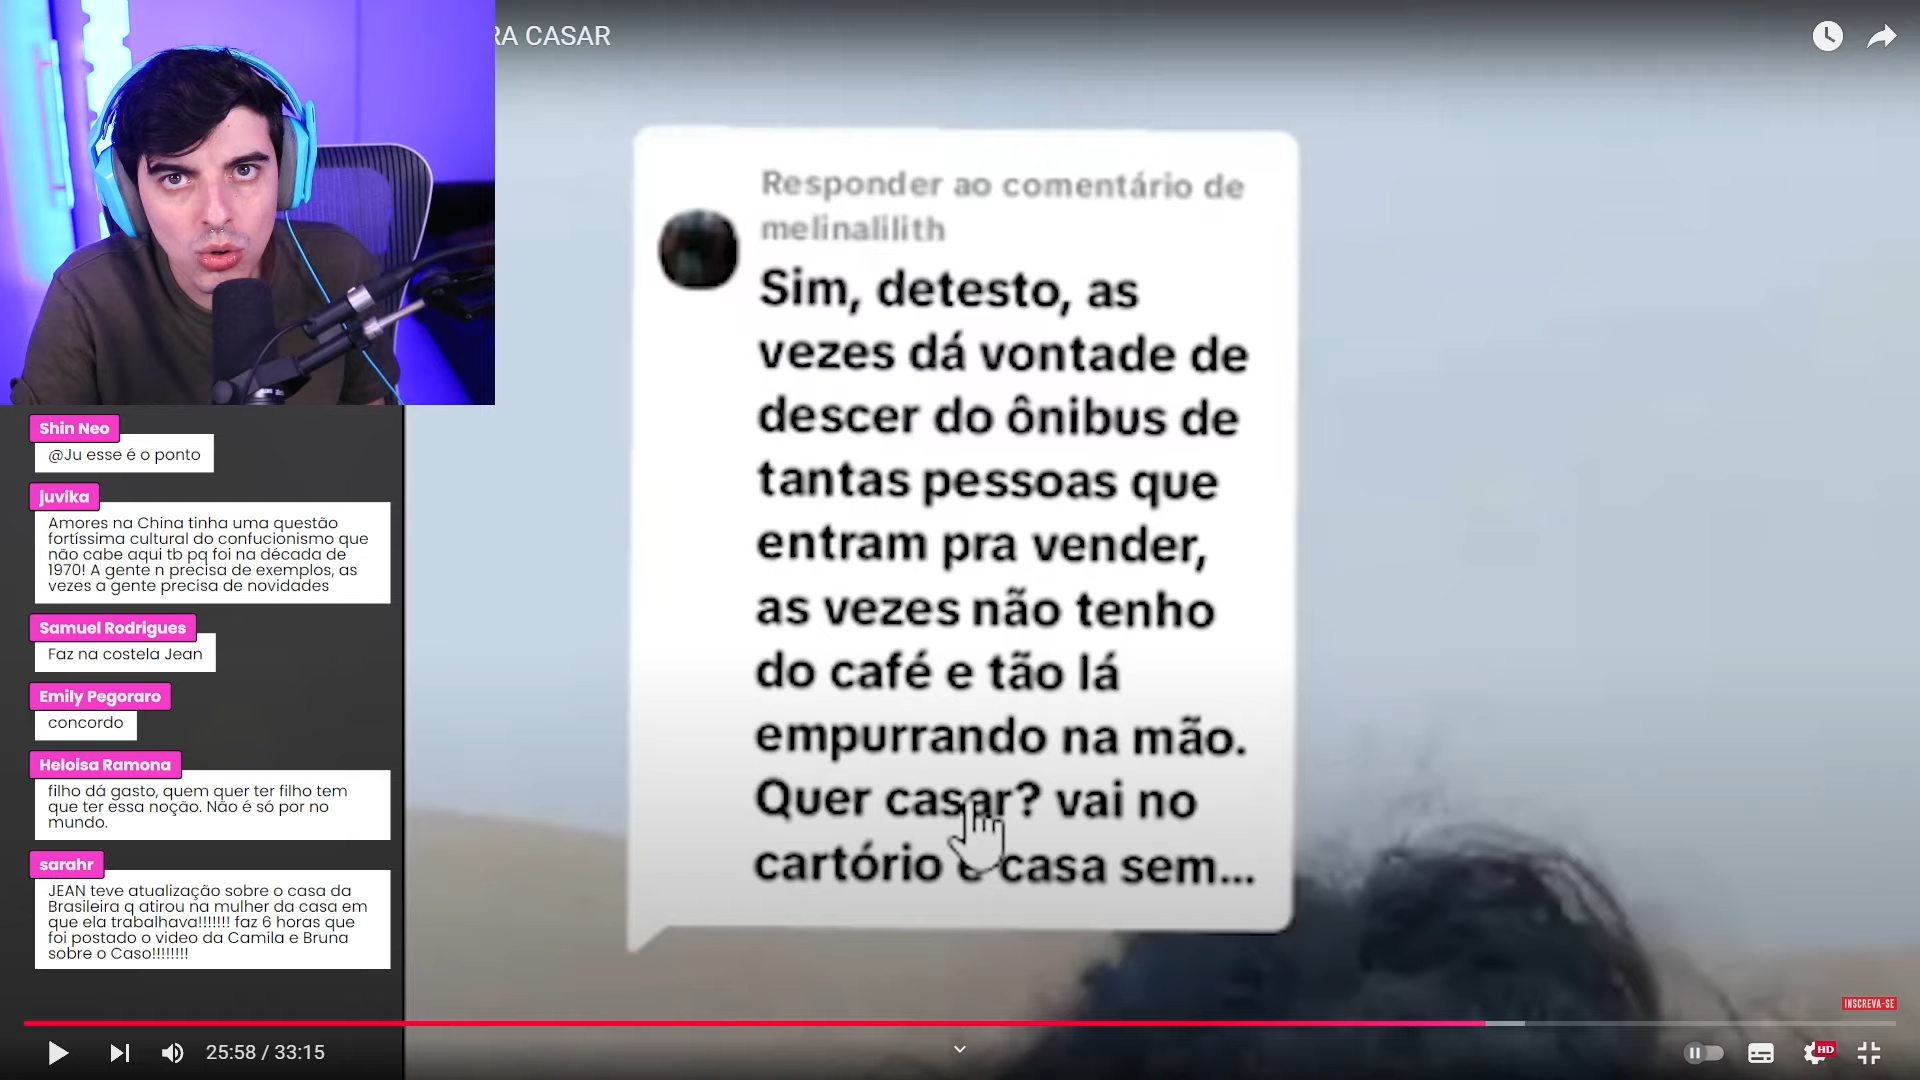 RA CASAR
Responder ao comentário de
melinalilith
Sim, detesto, as
vezes dá vontade de
descer do ônibus de
tantas pessoas que
entram pra vender,
as vezes não tenho
do café e tão lá
empurrando na mão.
Quer casar? vai no
cartório e casa sem...
Shin Neo
@Ju esse é o ponto
juvika
Amores na China tinha uma questão
fortíssima cultural do confucionismo que
não cabe aqui tb pq foi na década de
1970! A gente n precisa de exemplos, as
vezes a gente precisa de novidades
Samuel Rodrigues
Faz na costela Jean
Emily Pegoraro
concordo
Heloisa Ramona
filho dá gasto, quem quer ter filho tem
que ter essa noção. Não é só por no
mundo.
sarahr
JEAN teve atualização sobre o casa da
Brasileira q atirou na mulher da casa em
que ela trabalhava!!!!!!! faz 6 horas que
foi postado o video da Camila e Bruna
sobre o Caso!!!!!!!!
INSCREVA-SE
25:58 / 33:15
HD